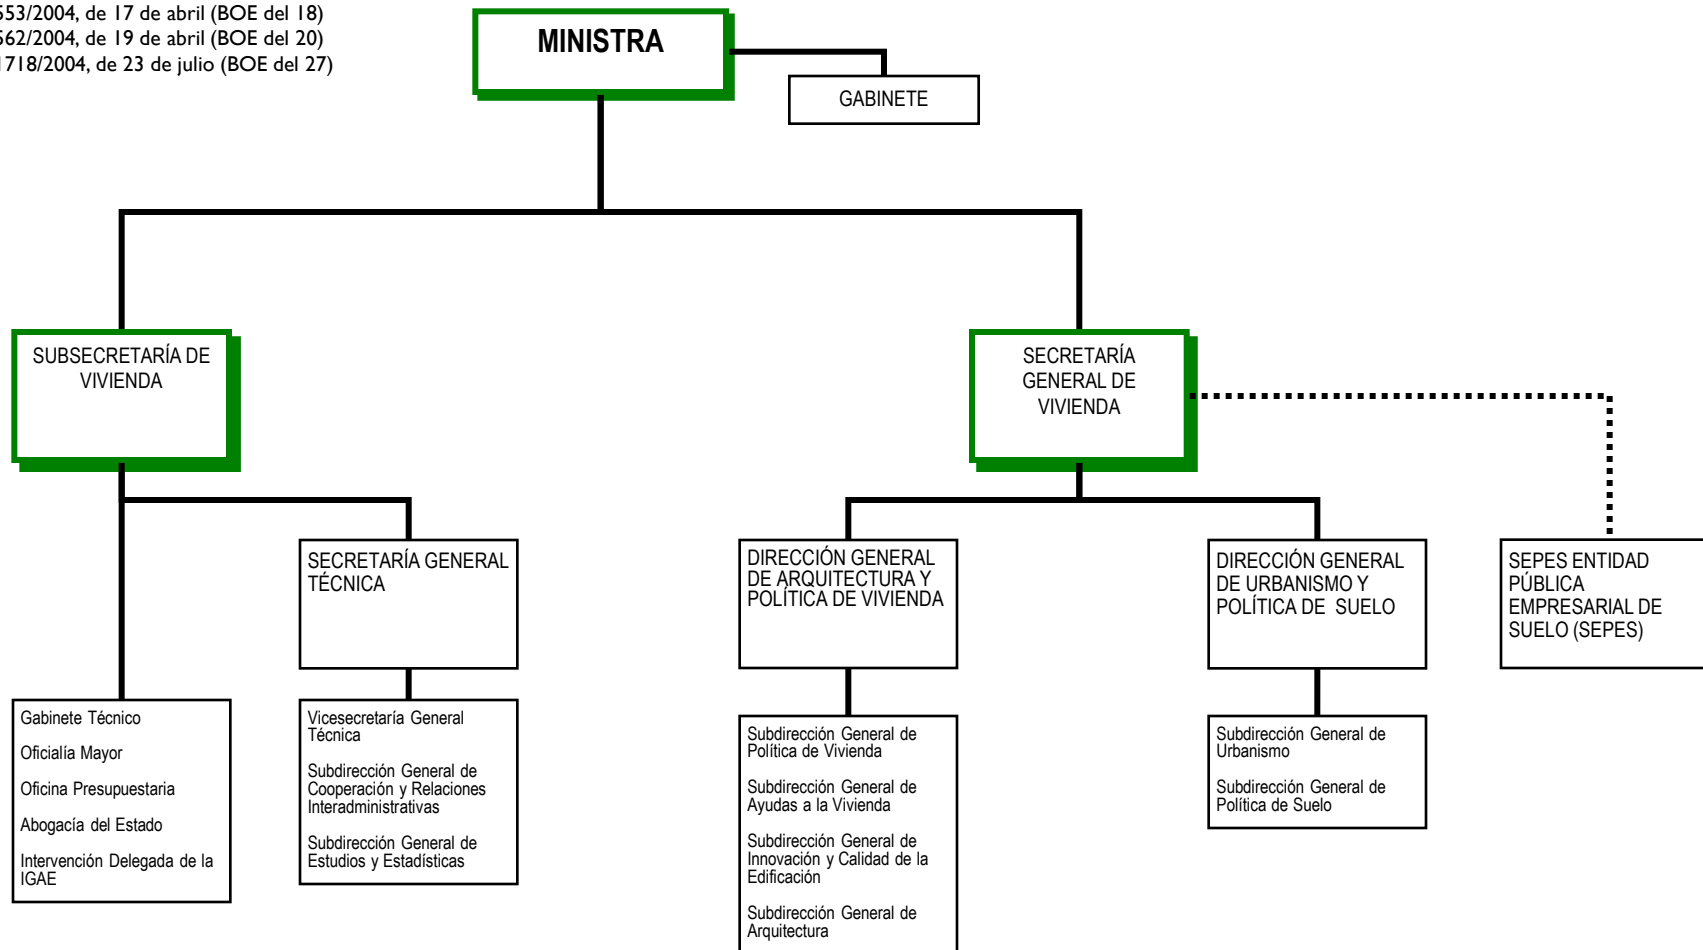 553/2004, de 17 de abril (BOE del 18)
562/2004, de 19 de abril (BOE del 20)
1718/2004, de 23 de julio (BOE del 27)
MINISTRA
GABINETE
SUBSECRETARÍA DE
VIVIENDA
SECRETARÍA
GENERAL DE
VIVIENDA
SECRETARÍA GENERAL
TÉCNICA
DIRECCIÓN GENERAL
DE ARQUITECTURA Y
POLÍTICA DE VIVIENDA
DIRECCIÓN GENERAL
DE URBANISMO Y
POLÍTICA DE SUELO
SEPES ENTIDAD
PÚBLICA
EMPRESARIAL DE
SUELO (SEPES)
Gabinete Técnico
Oficialía Mayor
Oficina Presupuestaria
Abogacía del Estado
Intervención Delegada de la
IGAE
Vicesecretaría General
Técnica
Subdirección General de
Cooperación y Relaciones
Interadministrativas
Subdirección General de
Estudios y Estadísticas
Subdirección General de
Política de Vivienda
Subdirección General de
Ayudas a la Vivienda
Subdirección General de
Innovación y Calidad de la
Edificación
Subdirección General de
Arquitectura
Subdirección General de
Urbanismo
Subdirección General de
Política de Suelo